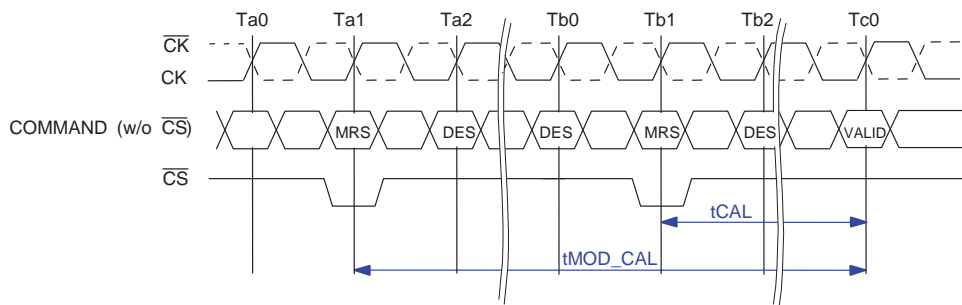 Ta0 Ta1 Ta2 Tb0 Tb1 Tb2 Tc0
CK
CK
COMMAND (w/o CS) MRS DES DES MRS DES VALID
CS
tCAL
tMOD_CAL